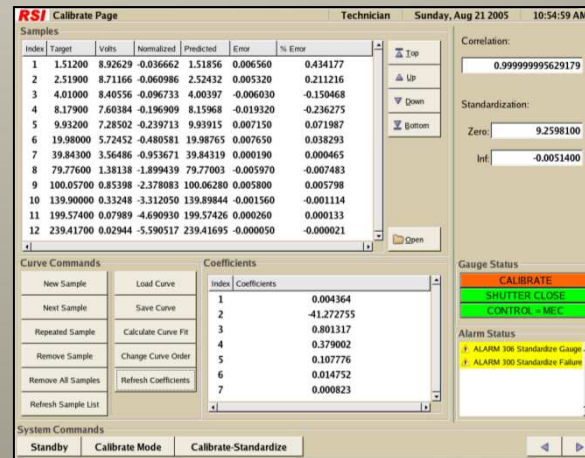 RSI Calibrate Page Technician Sunday, Aug 21 2005 10:54:59 AM
Samples
Index Target Volts Normalized Predicted Error % Error
1 1.51200 8.92629 -0.036662 1.51856 0.006560 0.434177
2 2.51900 8.71166 -0.060986 2.52432 0.005320 0.211216
3 4.01000 8.40556 -0.096733 4.00397 -0.006030 -0.150468
4 8.17900 7.60384 -0.196909 8.15968 -0.019320 -0.236275
5 9.93200 7.28502 -0.239713 9.93915 0.007150 0.071987
6 19.98000 5.72452 -0.480581 19.98765 0.007650 0.038293
7 39.84300 3.56486 -0.953671 39.84319 0.000190 0.000465
8 79.77600 1.38138 -1.899439 79.77003 -0.005970 -0.007483
9 100.05700 0.85398 -2.378083 100.06280 0.005800 0.005798
10 139.90000 0.33248 -3.312050 139.89844 -0.001560 -0.001114
11 199.57400 0.07989 -4.690930 199.57426 0.000260 0.000133
12 239.41700 0.02944 -5.590517 239.41695 -0.000050 -0.000021
Top
Up
Down
Bottom
Open
Correlation:
0.999999995629179
Standardization:
Zero: 9.2598100
Inf: -0.0051400
Curve Commands
New Sample Load Curve
Next Sample Save Curve
Repeated Sample Calculate Curve Fit
Remove Sample Change Curve Order
Remove All Samples Refresh Coefficients
Refresh Sample List
Coefficients
Index Coefficients
1 0.004364
2 -41.272755
3 0.801317
4 0.379002
5 0.107776
6 0.014752
7 0.000823
Gauge Status
CALIBRATE
SHUTTER CLOSE
CONTROL = MEC
Alarm Status
ALARM 306 Standardize Gauge
ALARM 300 Standardize Failure
System Commands
Standby Calibrate Mode Calibrate-Standardize